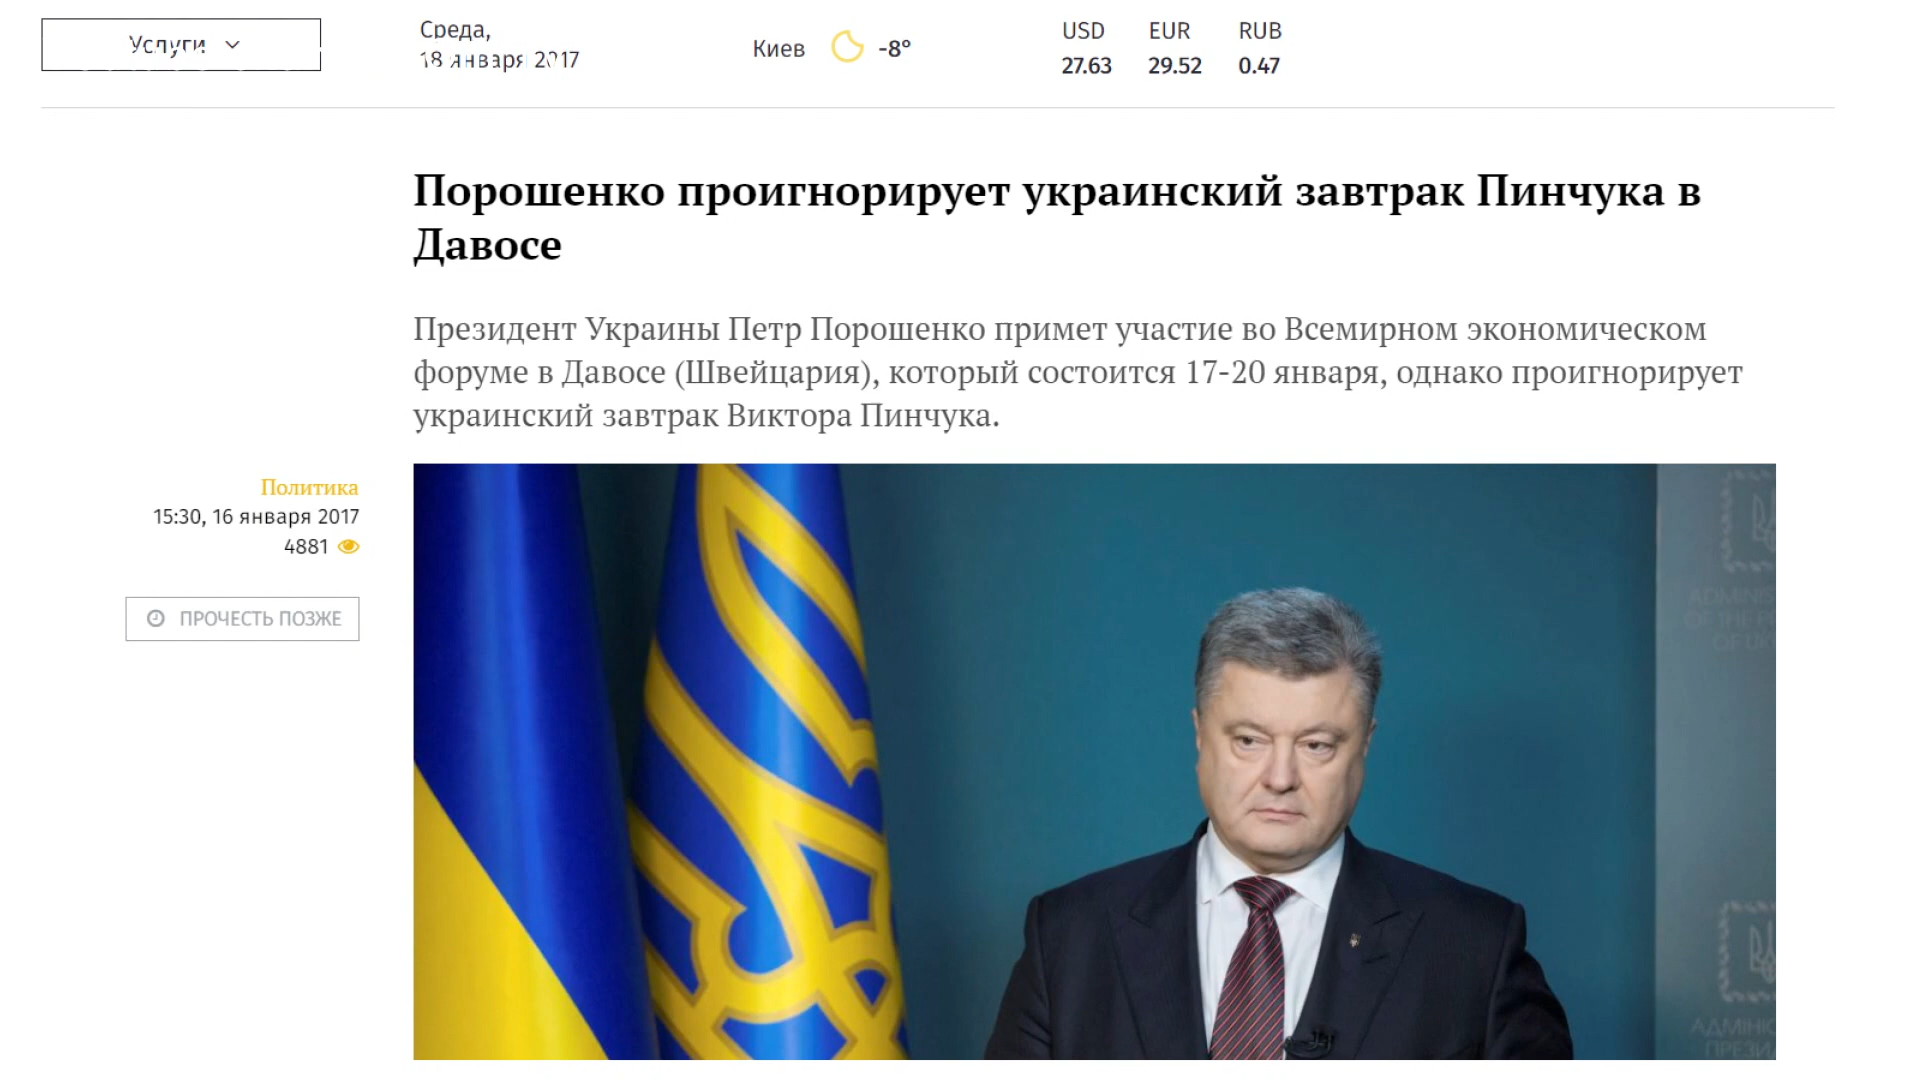 Услуги
Среда,
18 января 2017
Киев -8°
USD EUR RUB
27.63 29.52 0.47
Порошенко проигнорирует украинский завтрак Пинчука в
Давосе
Президент Украины Петр Порошенко примет участие во Всемирном экономическом
форуме в Давосе (Швейцария), который состоится 17-20 января, однако проигнорирует
украинский завтрак Виктора Пинчука.
Политика
15:30, 16 января 2017
4881
ПРОЧЕСТЬ ПОЗЖЕ
OF THE